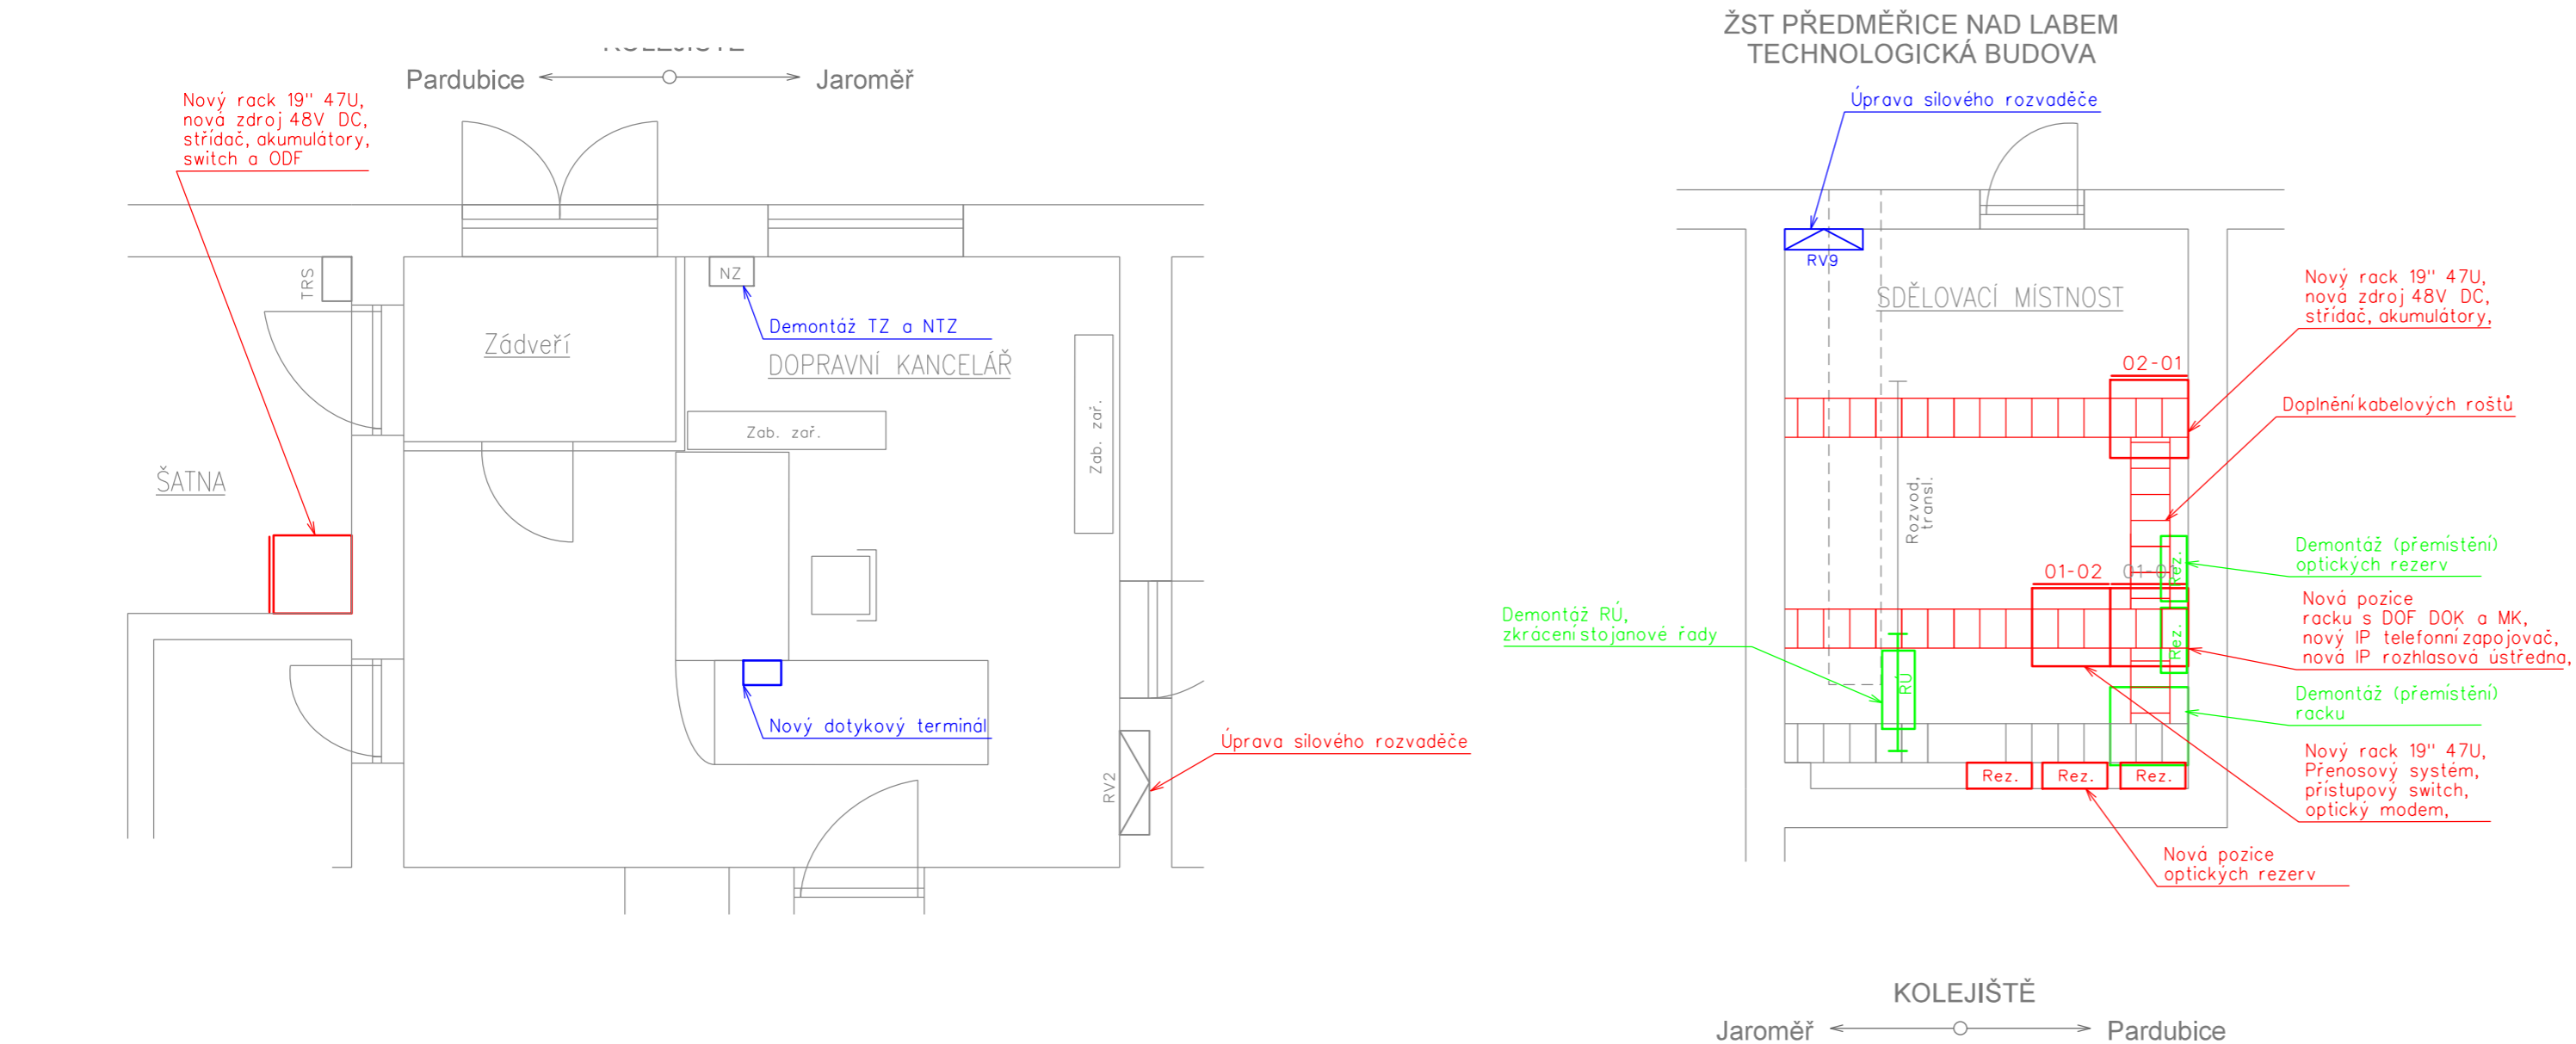 Pardubice
Jaroměř
Nový rack 19" 47U,
nová zdroj 48V DC,
střídač, akumulátory,
switch a ODF
TRS
NZ
Demontáž TZ a NTZ
Zádveří
DOPRAVNÍ KANCELÁŘ
Zab. zař.
Zab. zař.
ŠATNA
Nový dotykový terminál
RV2
Úprava silového rozvaděče
ŽST PŘEDMĚŘICE NAD LABEM
TECHNOLOGICKÁ BUDOVA
Úprava silového rozvaděče
RV9
SDĚLOVACÍ MÍSTNOST
Nový rack 19" 47U,
nová zdroj 48V DC,
střídač, akumulátory,
02-01
Doplnění kabelových roštů
Rozvod,
transl.
Demontáž (přemístění)
optických rezerv
Rez.
01-02
Nová pozice
racku s DOF DOK a MK,
nový IP telefonní zapojovač,
nová IP rozhlasová ústředna,
Rez.
Demontáž RÚ,
zkrácení stojanové řady
RÚ
Demontáž (přemístění)
racku
Nový rack 19" 47U,
Přenosový systém,
přístupový switch,
optický modem,
Rez.
Rez.
Rez.
Nová pozice
optických rezerv
KOLEJIŠTĚ
Jaroměř
Pardubice